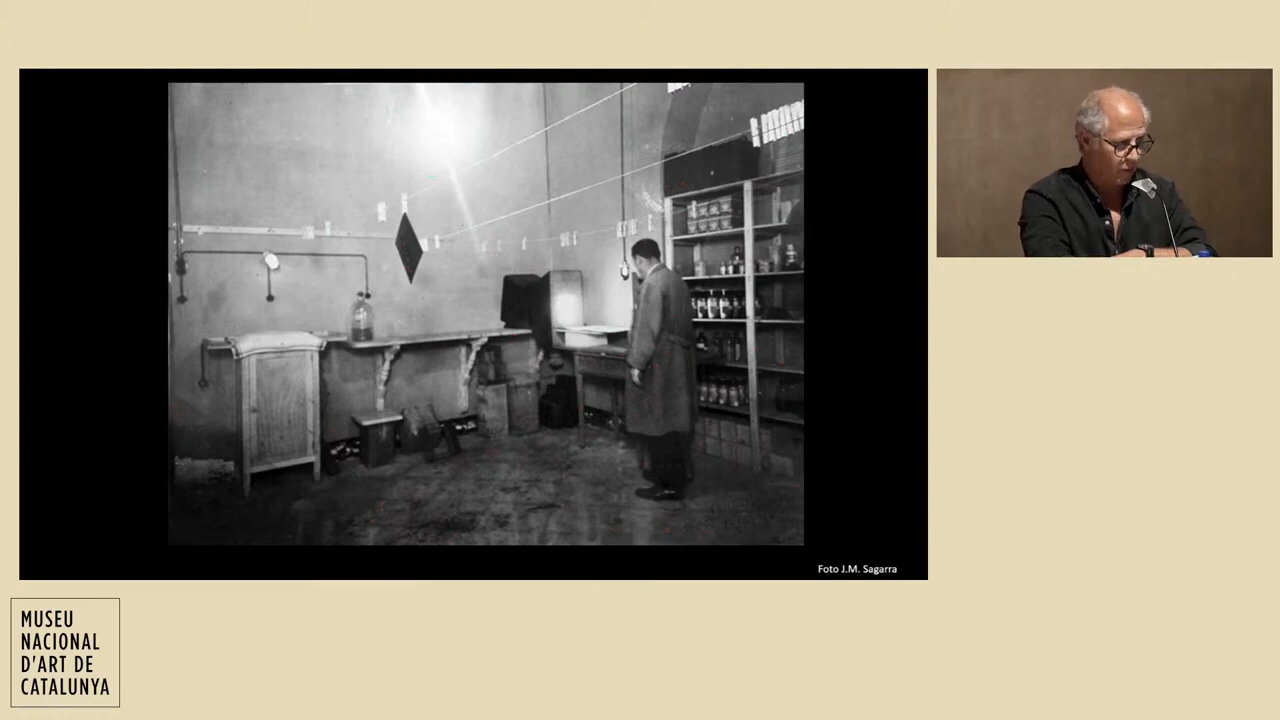 Foto J.M. Sagarra
MUSEU
NACIONAL
D'ART DE
CATALUNYA